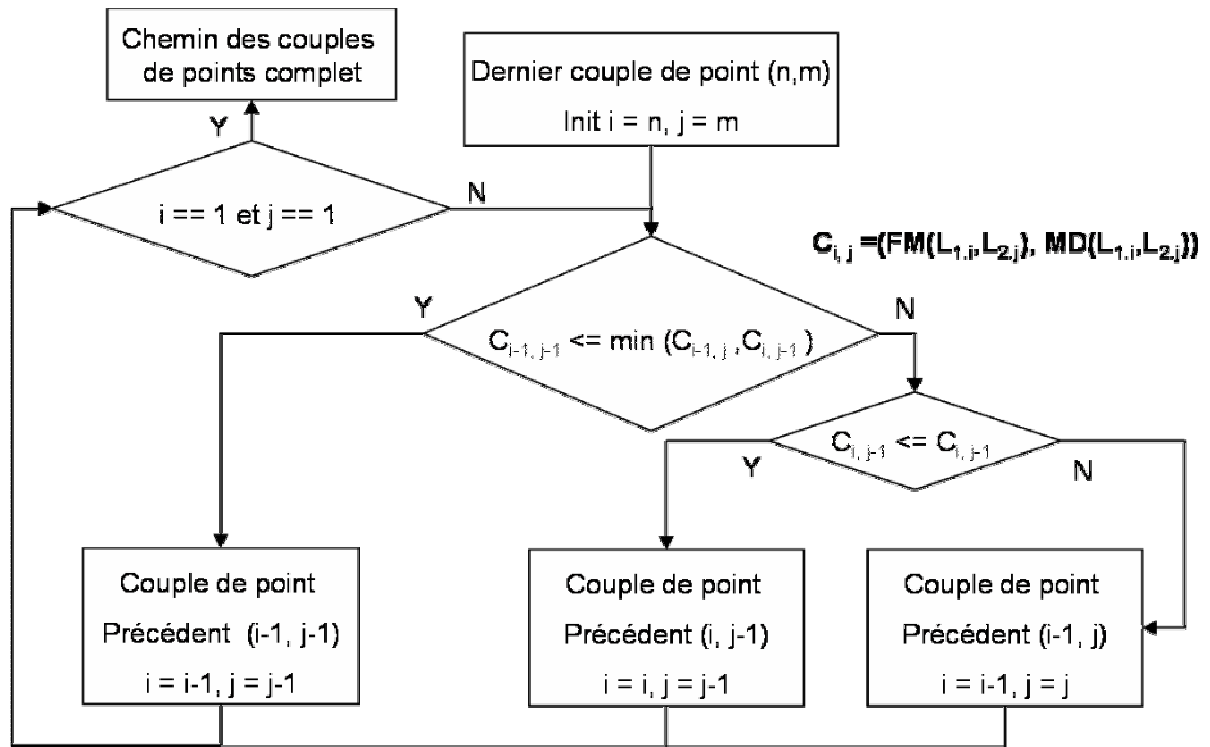 Chemin des couples
de points complet
Dernier couple de point (n,m)
Init i = n, j = m
Y
i == 1 et j == 1
N
C_{i, j} =(FM(L_{1.i},L_{2.j}), MD(L_{1.i},L_{2.j}))
Y
C_{i-1, j-1} <= min (C_{i-1, j} ,C_{i, j-1} )
N
C_{i, j-1} <= C_{i, j-1}
Y
N
Couple de point
Précédent (i-1, j-1)
i = i-1, j = j-1
Couple de point
Précédent (i, j-1)
i = i, j = j-1
Couple de point
Précédent (i-1, j)
i = i-1, j = j